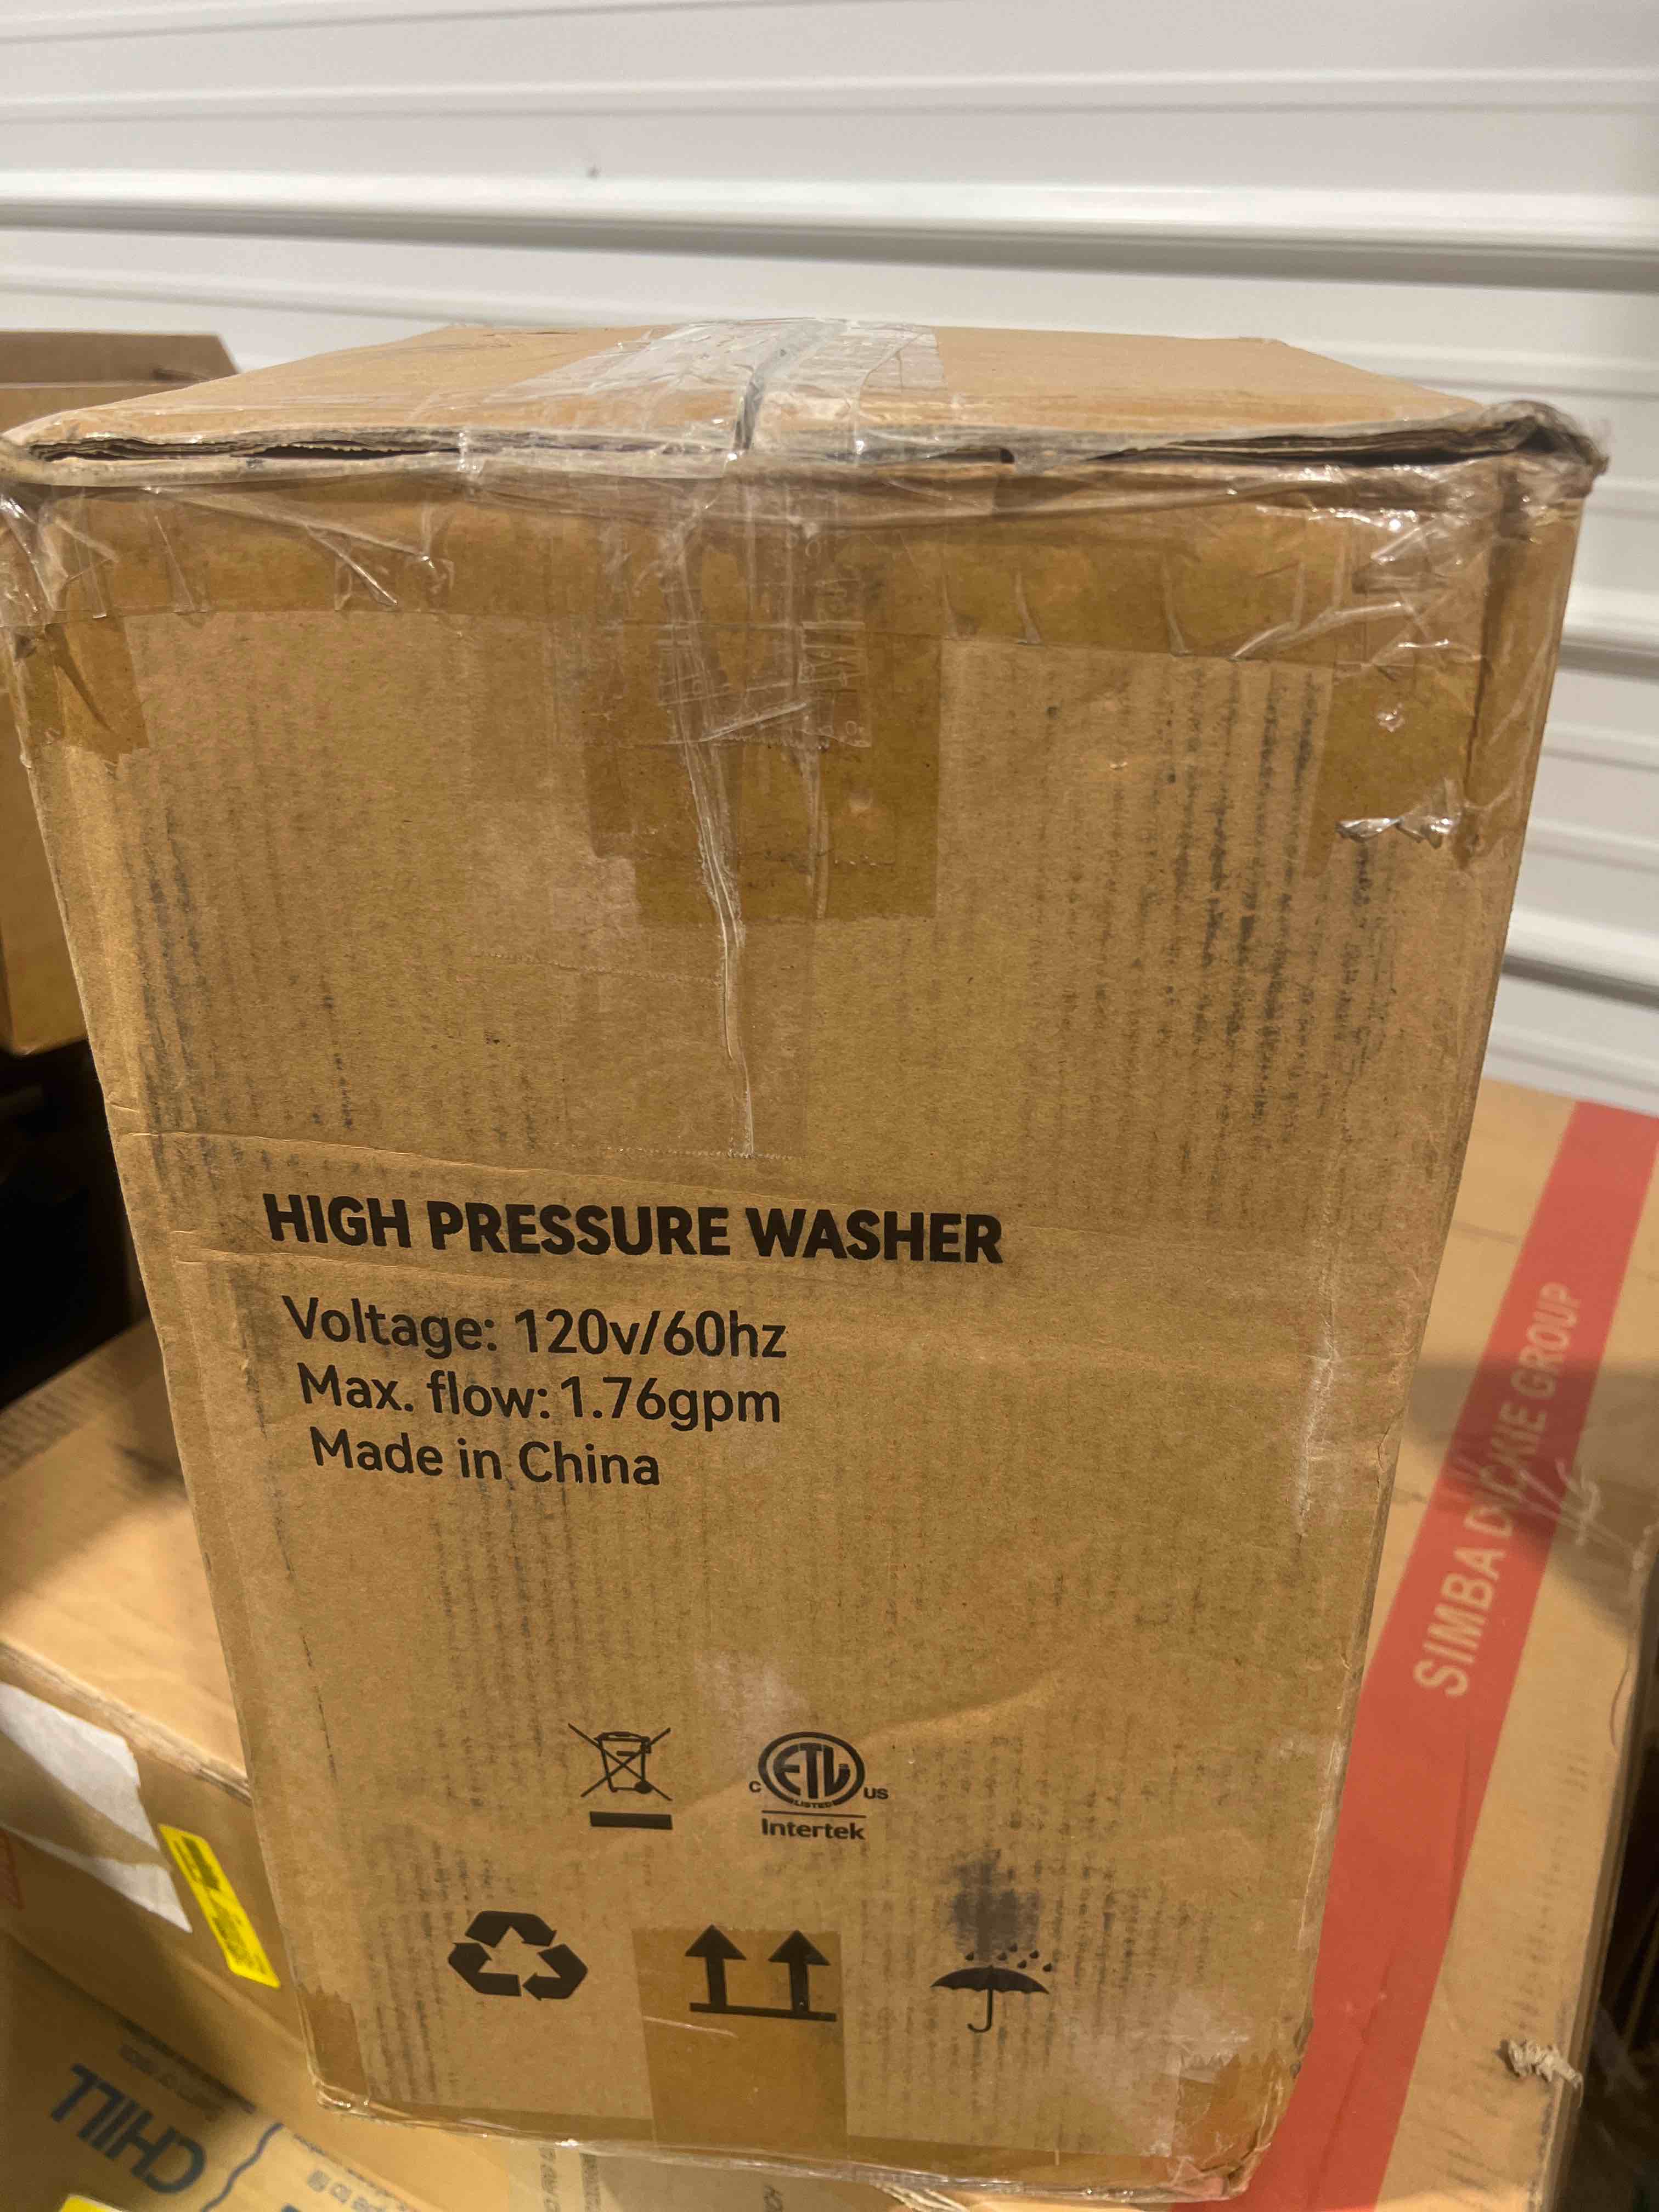 HIGH PRESSURE WASHER
Voltage: 120v/60hz
Max. flow: 1.76gpm
Made in China
C ETL US
LISTED
Intertek
SIMBA DICKIE GROUP
CHILL